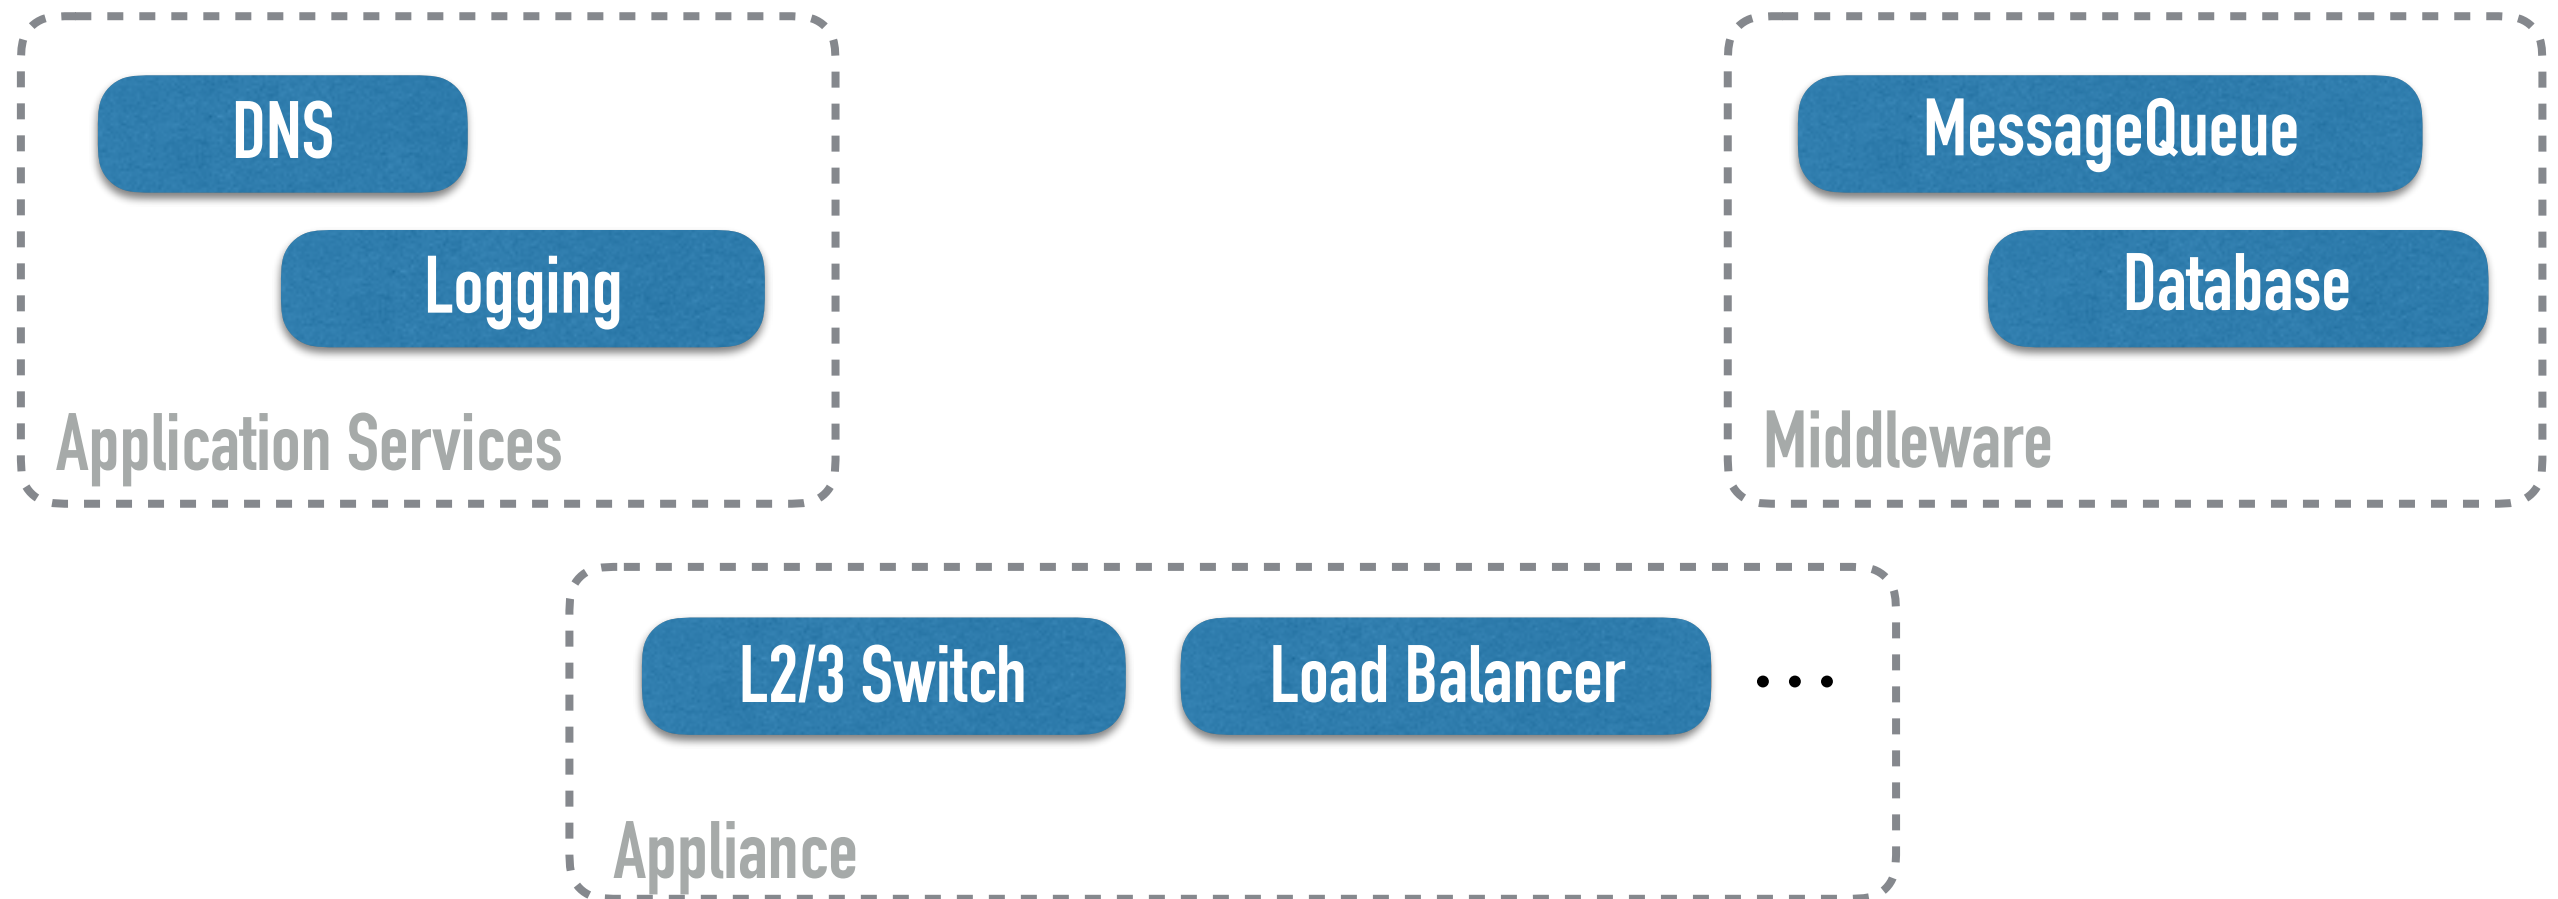 DNS
Logging
Application Services
MessageQueue
Database
Middleware
L2/3 Switch
Load Balancer
...
Appliance